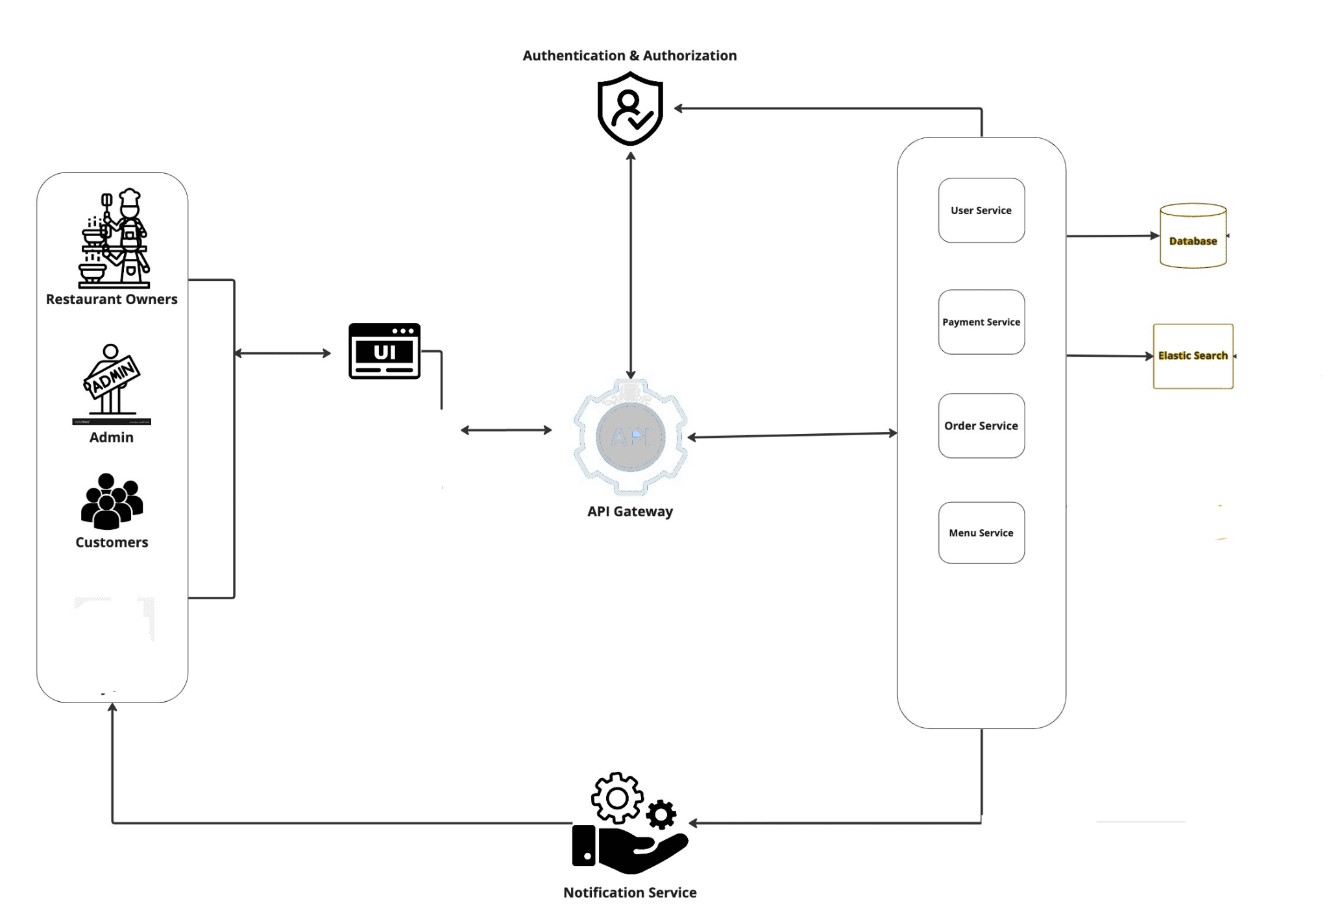 Authentication & Authorization
Restaurant Owners
ADMIN
Admin
Customers
UI
API
API Gateway
User Service
Payment Service
Order Service
Menu Service
Database
Elastic Search
Notification Service